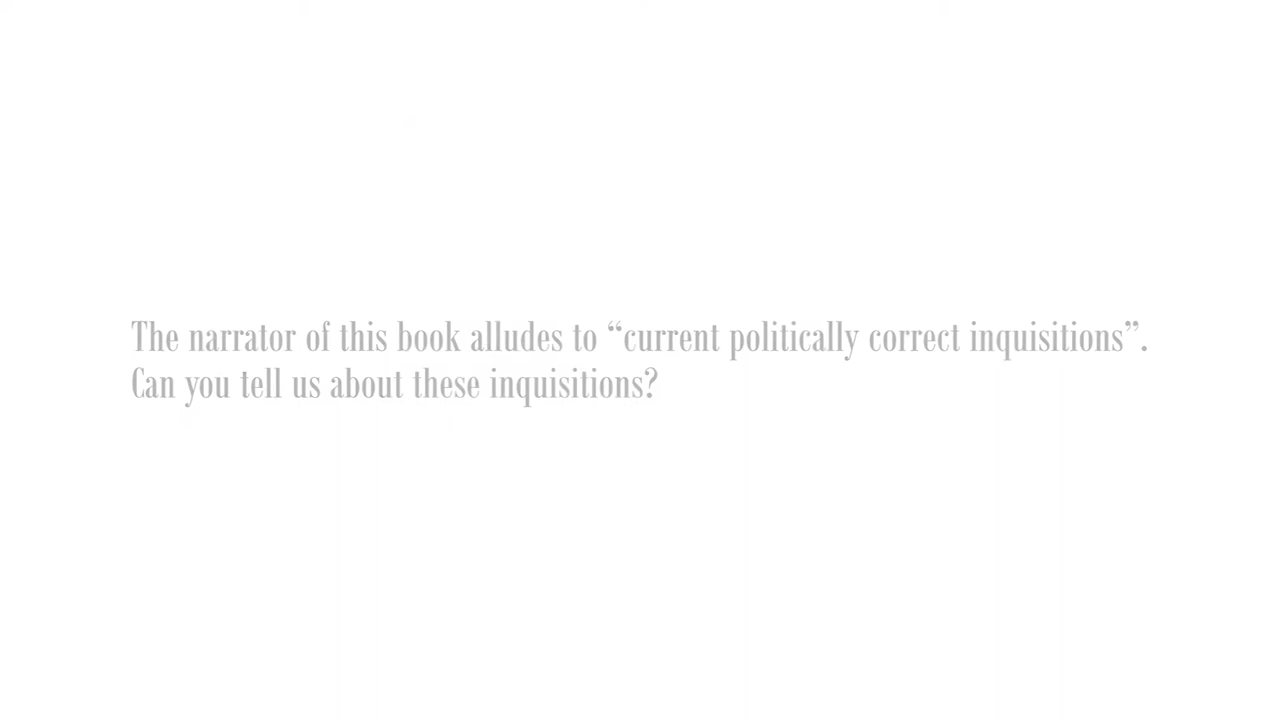 The narrator of this book alludes to “current politically correct inquisitions”.
Can you tell us about these inquisitions?